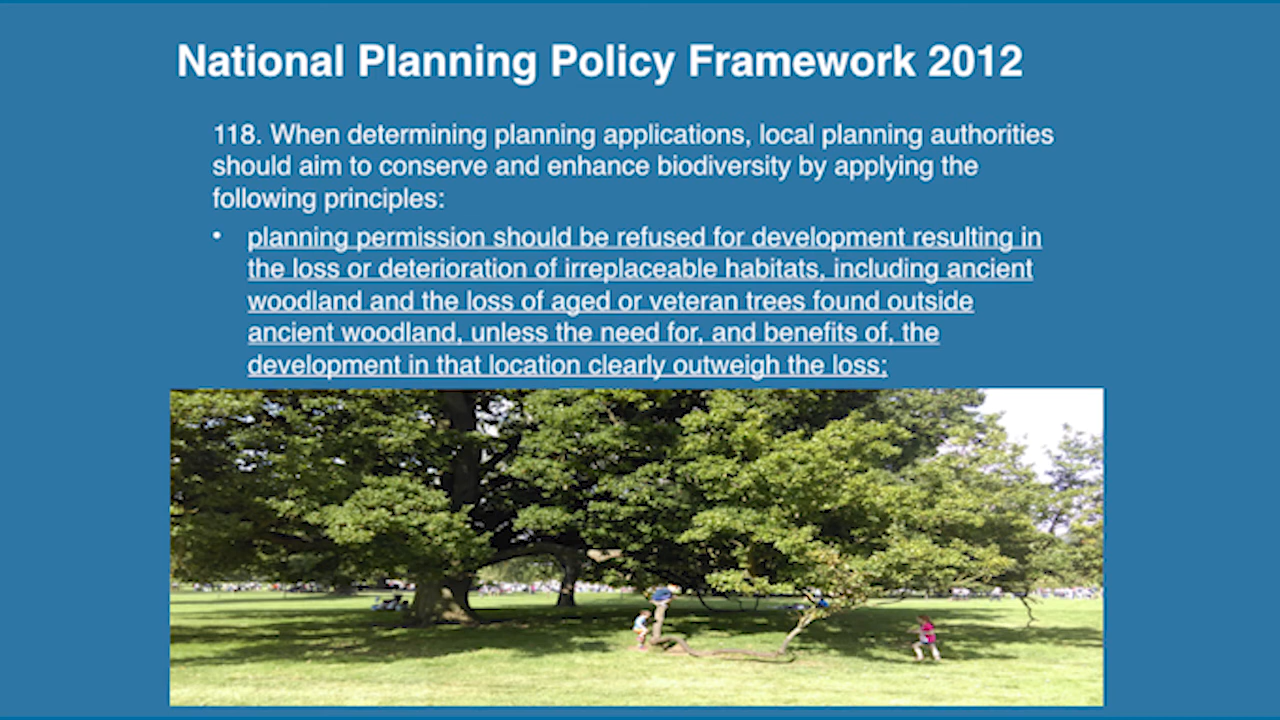 National Planning Policy Framework 2012
118. When determining planning applications, local planning authorities
should aim to conserve and enhance biodiversity by applying the
following principles:
• planning permission should be refused for development resulting in
the loss or deterioration of irreplaceable habitats, including ancient
woodland and the loss of aged or veteran trees found outside
ancient woodland, unless the need for, and benefits of, the
development in that location clearly outweigh the loss;